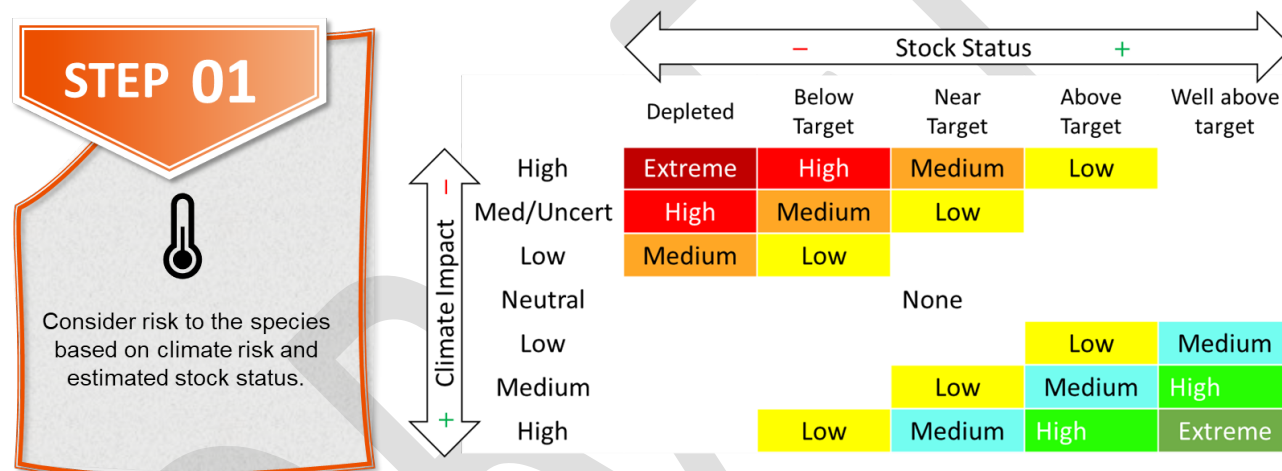 STEP 01
Consider risk to the species
based on climate risk and
estimated stock status.
− Stock Status +
Depleted Below Target Near Target Above Target Well above target
− Climate Impact +
High Extreme High Medium Low
Med/Uncert High Medium Low
Low Medium Low
Neutral None
Low Low Medium
Medium Low Medium High
High Low Medium High Extreme